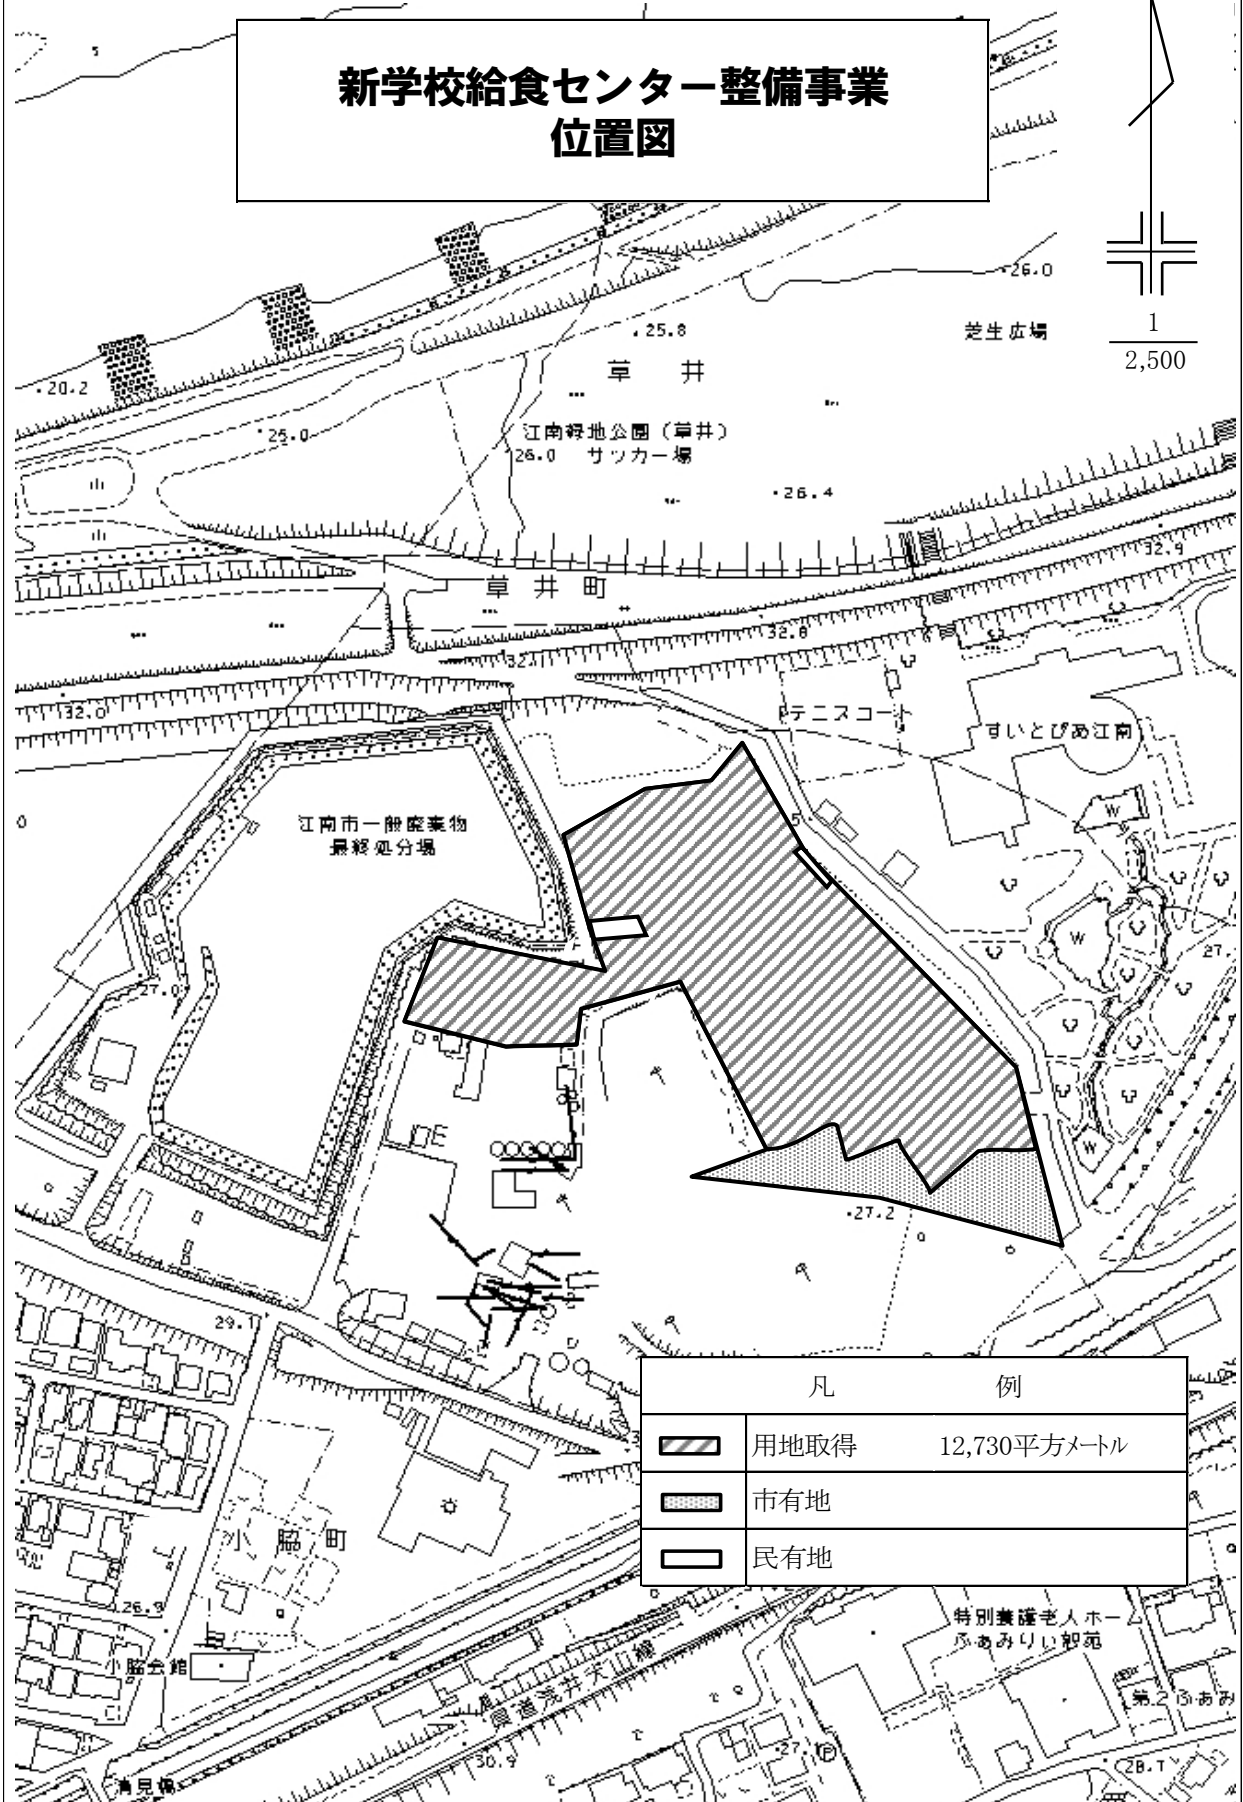 新学校給食センター整備事業
位置図
1
2,500
5
26.0
25.8
芝生広場
草井
20.2
25.0
江南緑地公園(草井)
26.0 サッカー場
26.4
32.9
草井町
32.8
32.
32.0
テニスコート
すいとぴあ江南
江南市一般廃棄物
最終処分場
5
0
W
W
27.
27.0
W
27.2
29.1
凡例
用地取得 12,730平方メートル
市有地
民有地
小脇町
26.9
小脇会館
県道浅井犬山線
特別養護老人ホーム
ふぁみりぃ
第2ふぁみ
30.9
27.
P
28.7